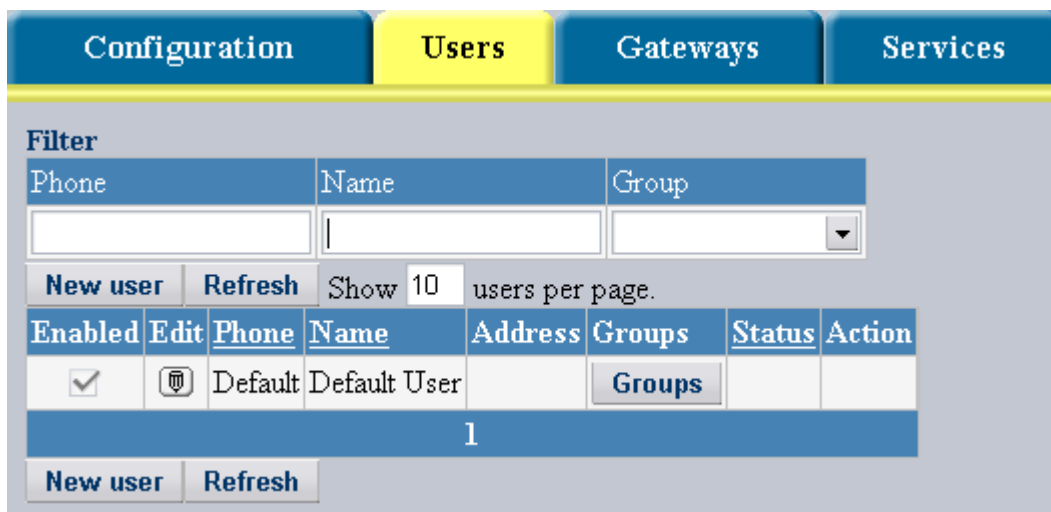 Configuration Users Gateways Services
Filter
Phone Name Group
New user Refresh Show 10 users per page.
Enabled Edit Phone Name Address Groups Status Action
Default Default User Groups
1
New user Refresh